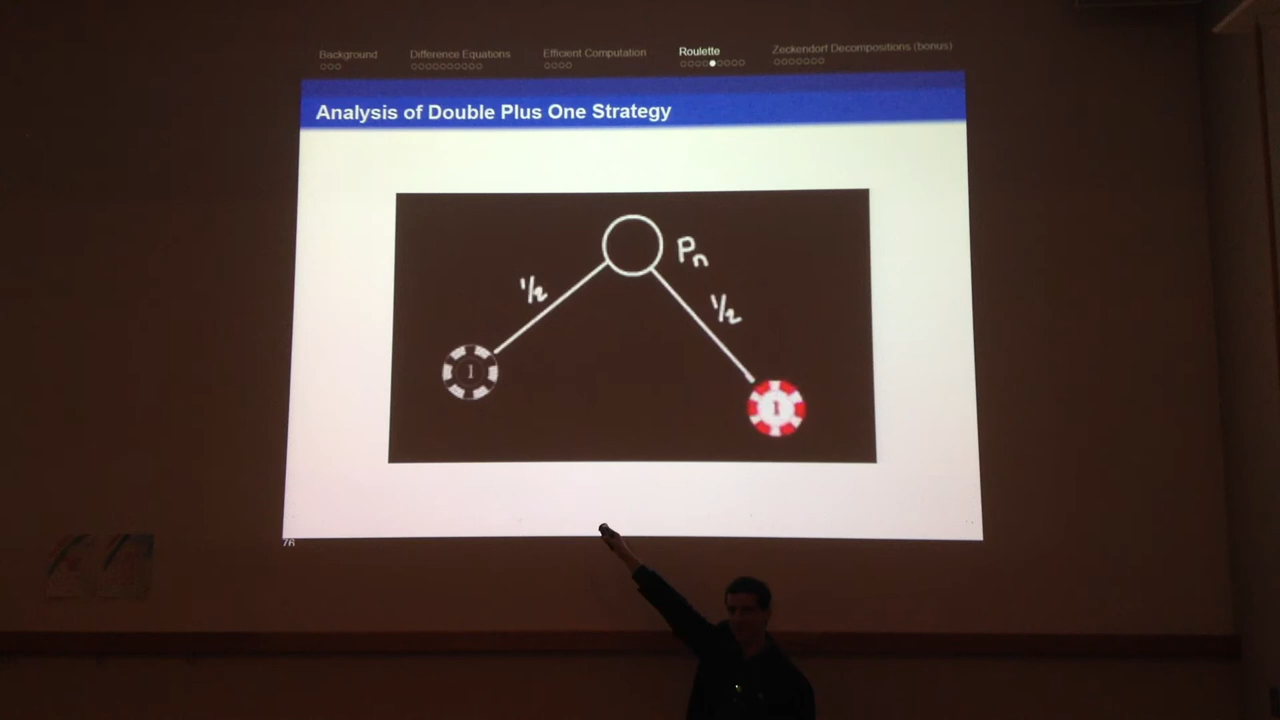 Background
Difference Equations
Efficient Computation
Roulette
Zeckendorf Decompositions (bonus)
Analysis of Double Plus One Strategy
Pn
1/2
1/2
1
1
76